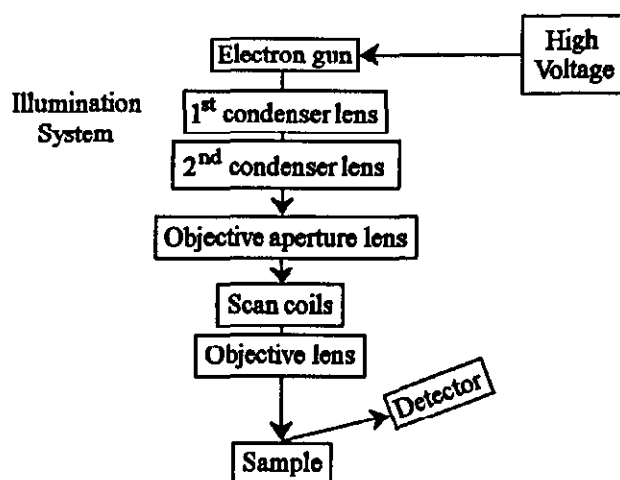 Electron gun
High
Voltage
Illumination
System
1st condenser lens
2nd condenser lens
Objective aperture lens
Scan coils
Objective lens
Detector
Sample